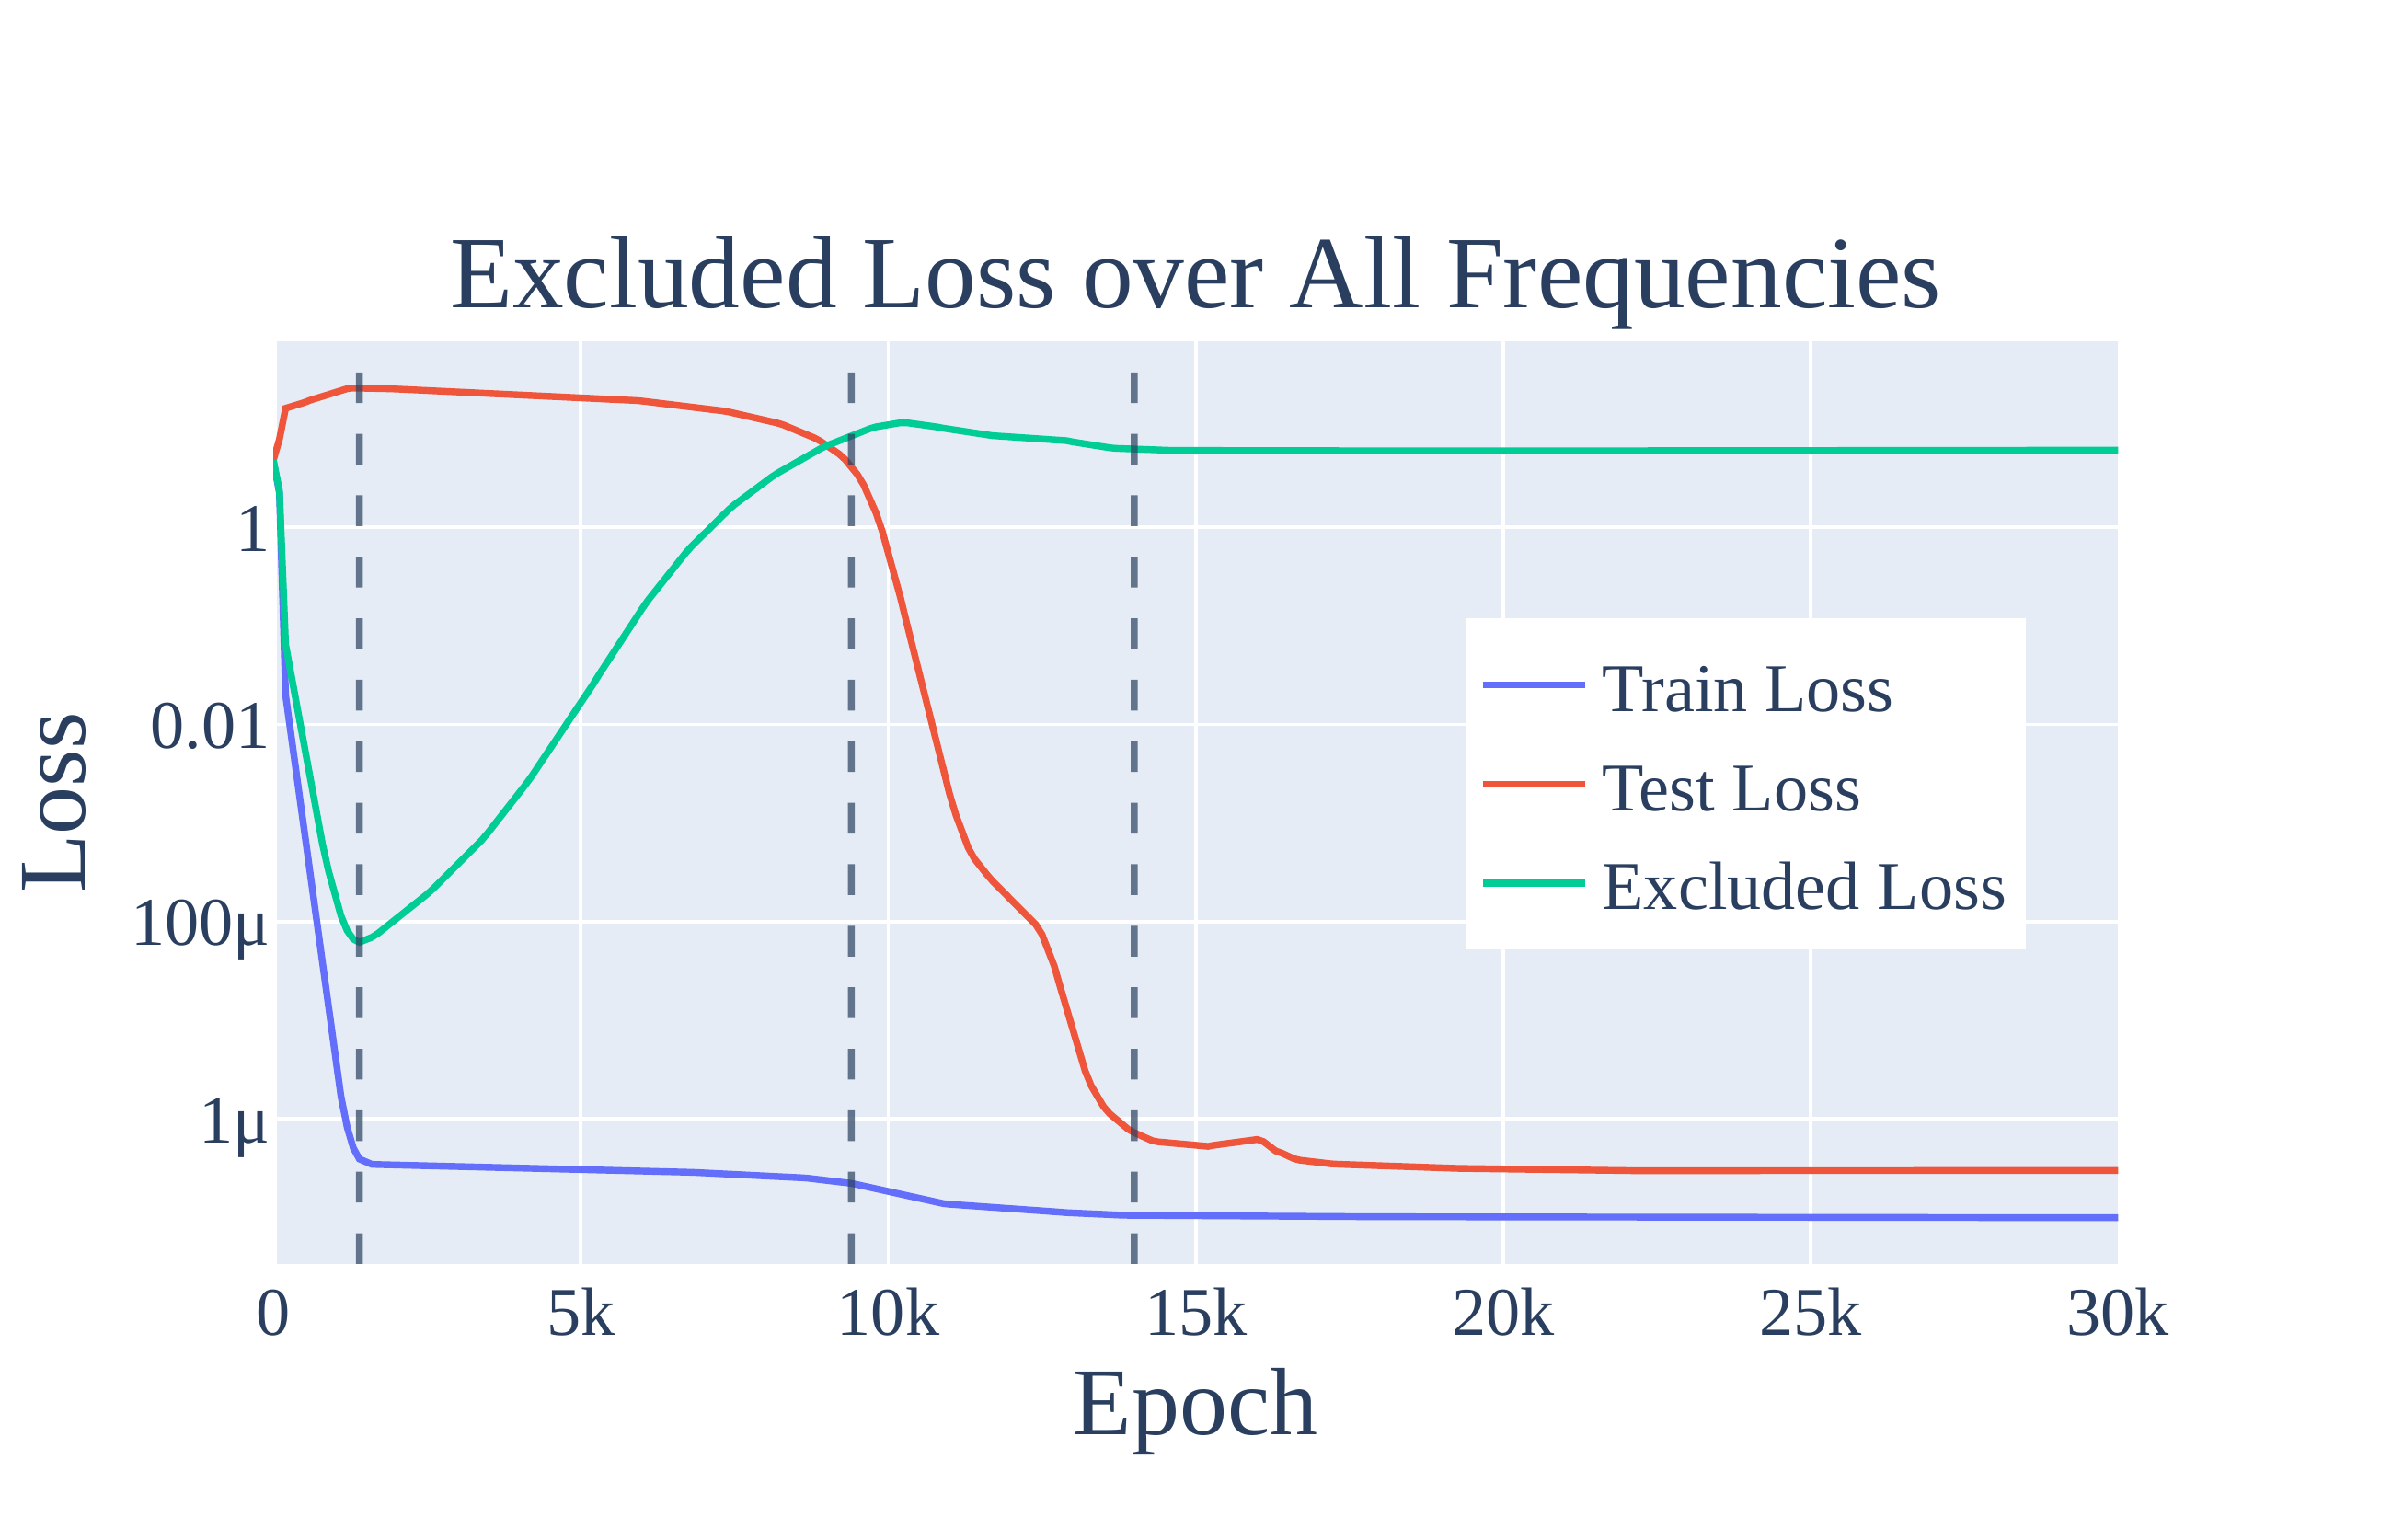 Excluded Loss over All Frequencies
Loss
1
0.01
100μ
1μ
Train Loss
Test Loss
Excluded Loss
0 5k 10k 15k 20k 25k 30k
Epoch